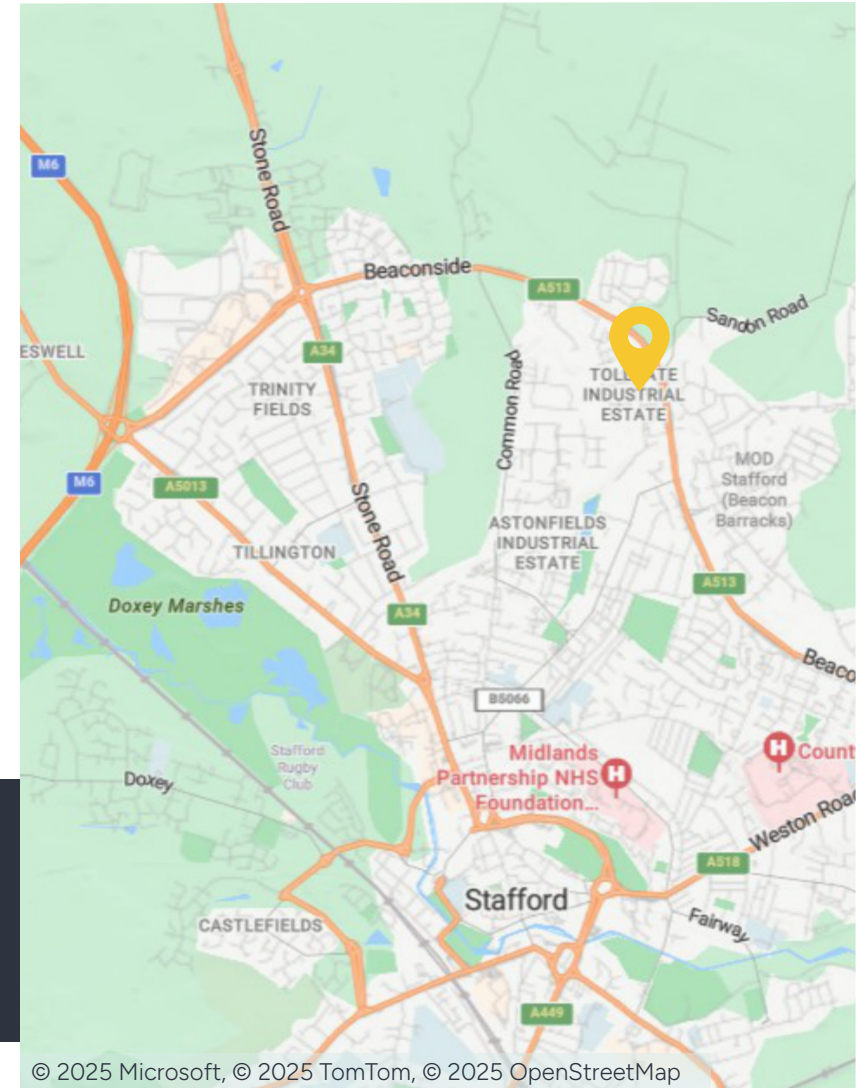 M6
Stone Road
Beaconside
A513
Sandon Road
ESWELL
A34
TRINITY
FIELDS
TOLLGATE
INDUSTRIAL
ESTATE
Common Road
MOD
Stafford
(Beacon
Barracks)
M6
A5013
Stone Road
ASTONFIELDS
INDUSTRIAL
ESTATE
TILLINGTON
A513
Doxey Marshes
A34
Beaco
B5066
Stafford
Rugby
Club
Midlands
Partnership NHS
Foundation...
H
H
Count
Doxey
Weston Road
A518
Stafford
Fairway
CASTLEFIELDS
A449
© 2025 Microsoft, © 2025 TomTom, © 2025 OpenStreetMap